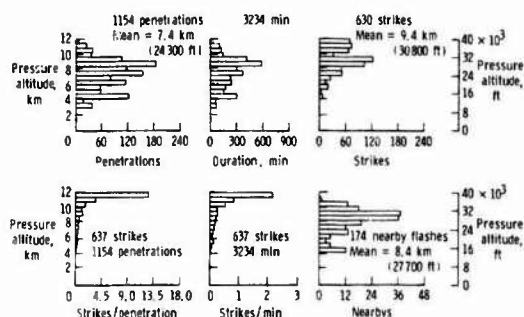 1154 penetrations
Mean = 7.4 km
(24 300 ft)
3234 min
630 strikes
Mean = 9.4 km
(30 800 ft)
Pressure
altitude,
km
12
10
8
6
4
2
0 60 120 180 240
Penetrations
0 300 600 900
Duration, min
0 60 120 180 240
Strikes
40 × 10³
32
24
16
8
0
Pressure
altitude,
ft
Pressure
altitude,
km
12
10
8
6
4
2
637 strikes
1154 penetrations
0 4.5 9.0 13.5 18.0
Strikes/penetration
637 strikes
3234 min
0 1 2 3
Strikes/min
174 nearby flashes
Mean = 8.4 km
(27 700 ft)
0 12 24 36 48
Nearbys
40 × 10³
32
24
16
8
0
Pressure
altitude,
ft